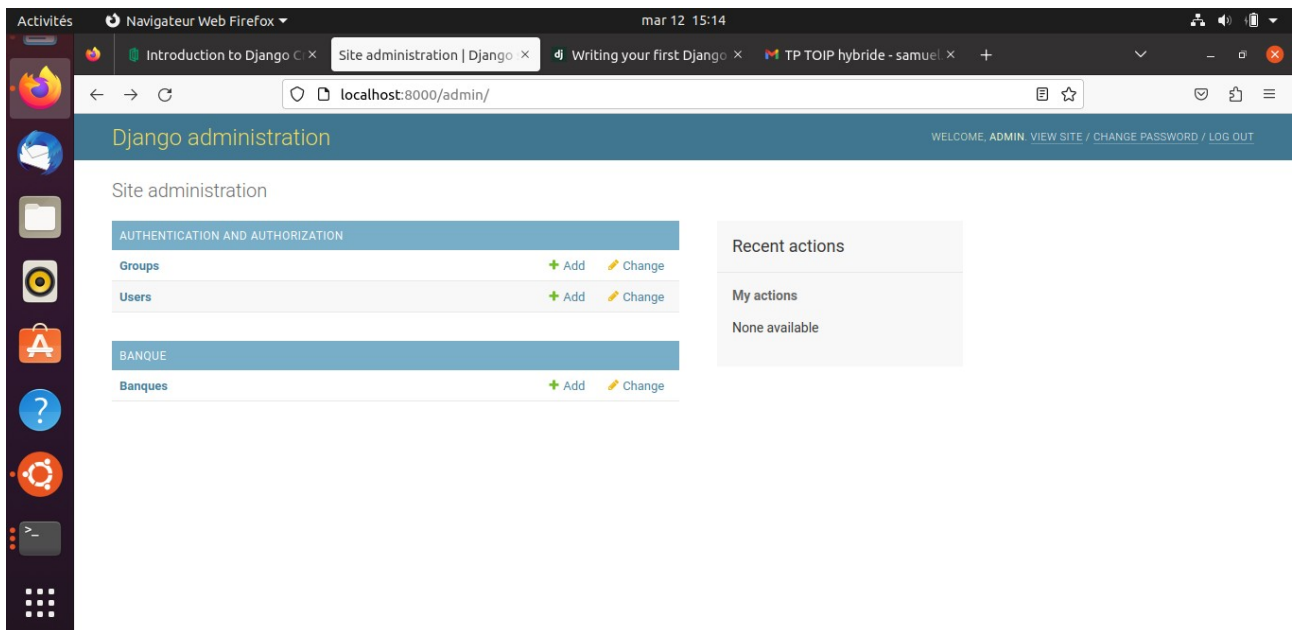 Activités Navigateur Web Firefox mar 12 15:14
Introduction to Django C Site administration | Django Writing your first Django TP TOIP hybride - samuel.
localhost:8000/admin/
Django administration WELCOME, ADMIN. VIEW SITE / CHANGE PASSWORD / LOG OUT
Site administration
AUTHENTICATION AND AUTHORIZATION
Groups + Add Change
Users + Add Change
BANQUE
Banques + Add Change
Recent actions
My actions
None available